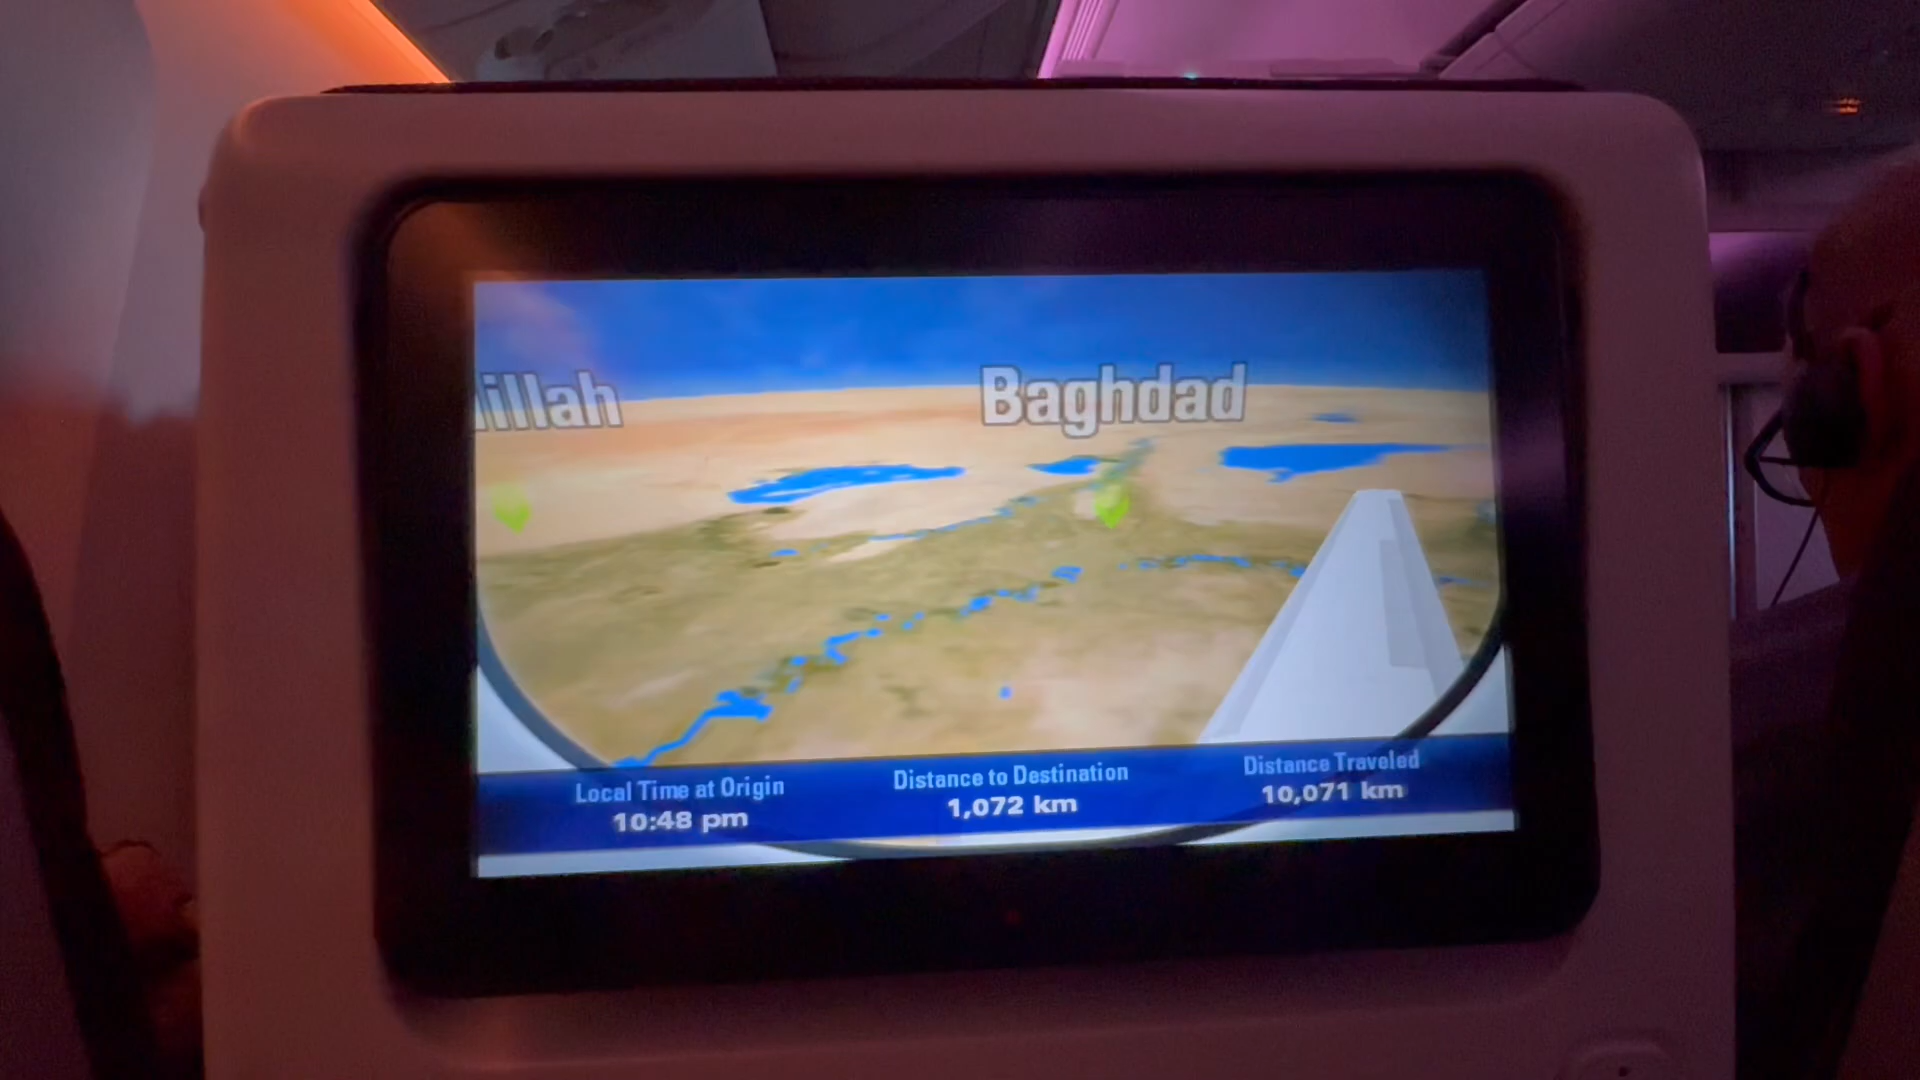 illah
Baghdad
Local Time at Origin
10:48 pm
Distance to Destination
1,072 km
Distance Traveled
10,071 km